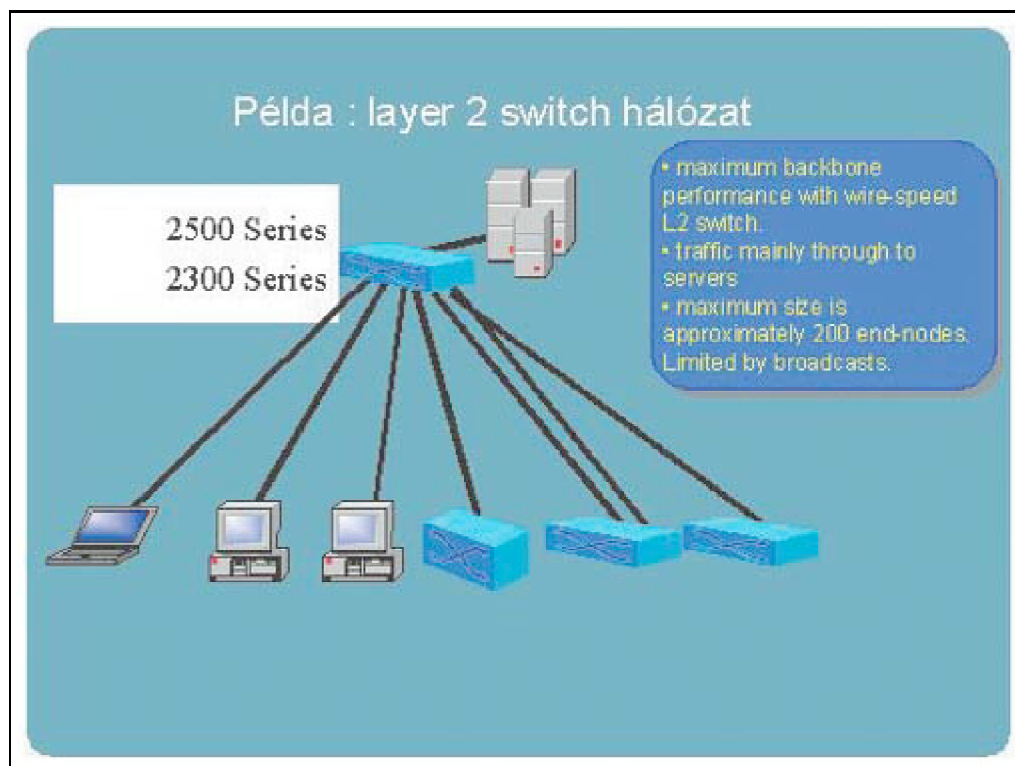 Példa : layer 2 switch hálózat
2500 Series
2300 Series
• maximum backbone
performance with wire-speed
L2 switch.
• traffic mainly through to
servers
• maximum size is
approximately 200 end-nodes.
Limited by broadcasts.